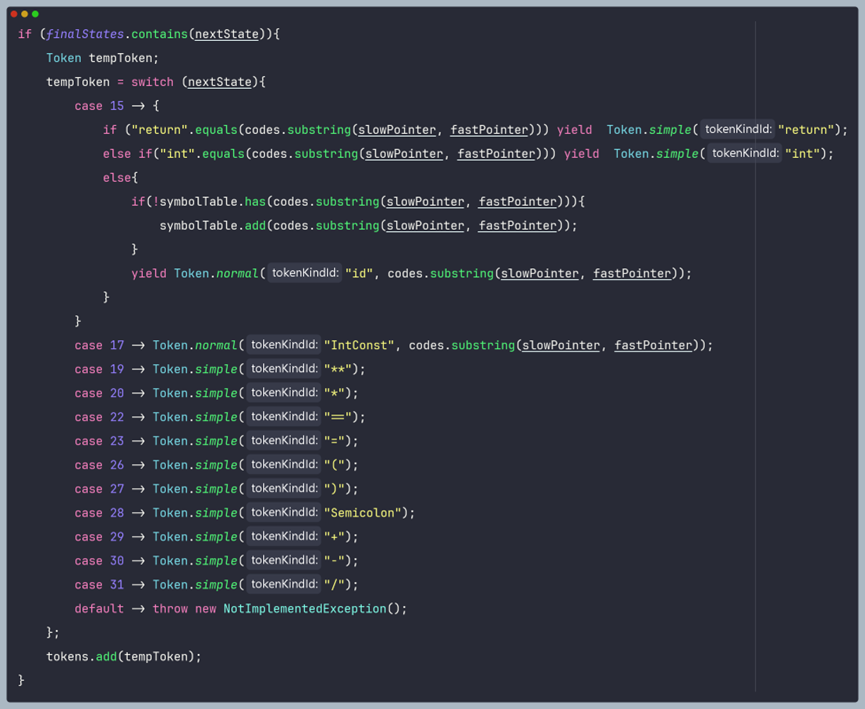 if (finalStates.contains(nextState)){
    Token tempToken;
    tempToken = switch (nextState){
        case 15 → {
            if ("return".equals(codes.substring(slowPointer, fastPointer))) yield  Token.simple( tokenKindId: "return");
            else if("int".equals(codes.substring(slowPointer, fastPointer))) yield  Token.simple( tokenKindId: "int");
            else{
                if(!symbolTable.has(codes.substring(slowPointer, fastPointer))){
                    symbolTable.add(codes.substring(slowPointer, fastPointer));
                }
                yield Token.normal( tokenKindId: "id", codes.substring(slowPointer, fastPointer));
            }
        }
        case 17 → Token.normal( tokenKindId: "IntConst", codes.substring(slowPointer, fastPointer));
        case 19 → Token.simple( tokenKindId: "**");
        case 20 → Token.simple( tokenKindId: "*");
        case 22 → Token.simple( tokenKindId: "==");
        case 23 → Token.simple( tokenKindId: "=");
        case 26 → Token.simple( tokenKindId: "(");
        case 27 → Token.simple( tokenKindId: ")");
        case 28 → Token.simple( tokenKindId: "Semicolon");
        case 29 → Token.simple( tokenKindId: "+");
        case 30 → Token.simple( tokenKindId: "-");
        case 31 → Token.simple( tokenKindId: "/");
        default → throw new NotImplementedException();
    };
    tokens.add(tempToken);
}